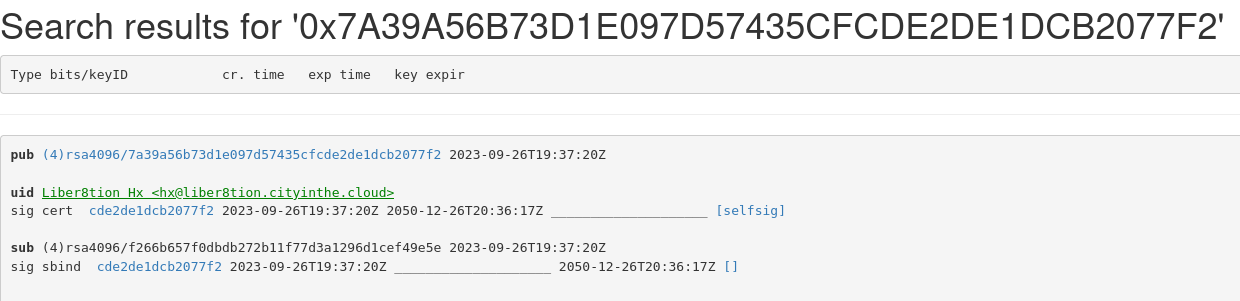 Search results for '0x7A39A56B73D1E097D57435CFCDE2DE1DCB2077F2'
Type bits/keyID            cr. time   exp time   key expir
pub (4)rsa4096/7a39a56b73d1e097d57435cfcde2de1dcb2077f2 2023-09-26T19:37:20Z
uid Liber8tion Hx <hx@liber8tion.cityinthe.cloud>
sig cert  cde2de1dcb2077f2 2023-09-26T19:37:20Z 2050-12-26T20:36:17Z ____________________ [selfsig]
sub (4)rsa4096/f266b657f0dbdb272b11f77d3a1296d1cef49e5e 2023-09-26T19:37:20Z
sig sbind  cde2de1dcb2077f2 2023-09-26T19:37:20Z ____________________ 2050-12-26T20:36:17Z []